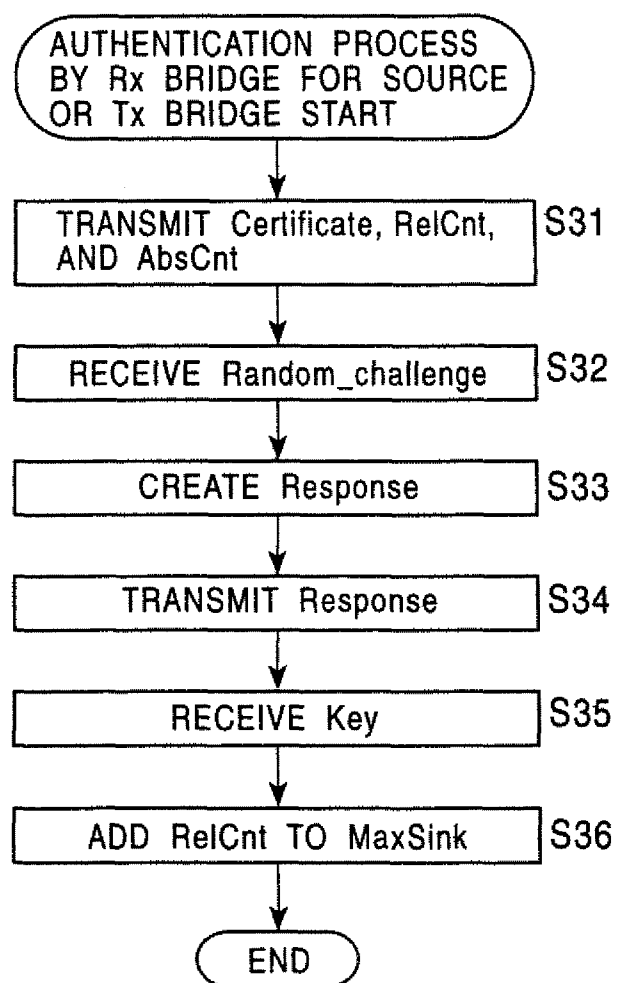 AUTHENTICATION PROCESS
BY Rx BRIDGE FOR SOURCE
OR Tx BRIDGE START
TRANSMIT Certificate, RelCnt,
AND AbsCnt
S31
RECEIVE Random_challenge
S32
CREATE Response
S33
TRANSMIT Response
S34
RECEIVE Key
S35
ADD RelCnt TO MaxSink
S36
END